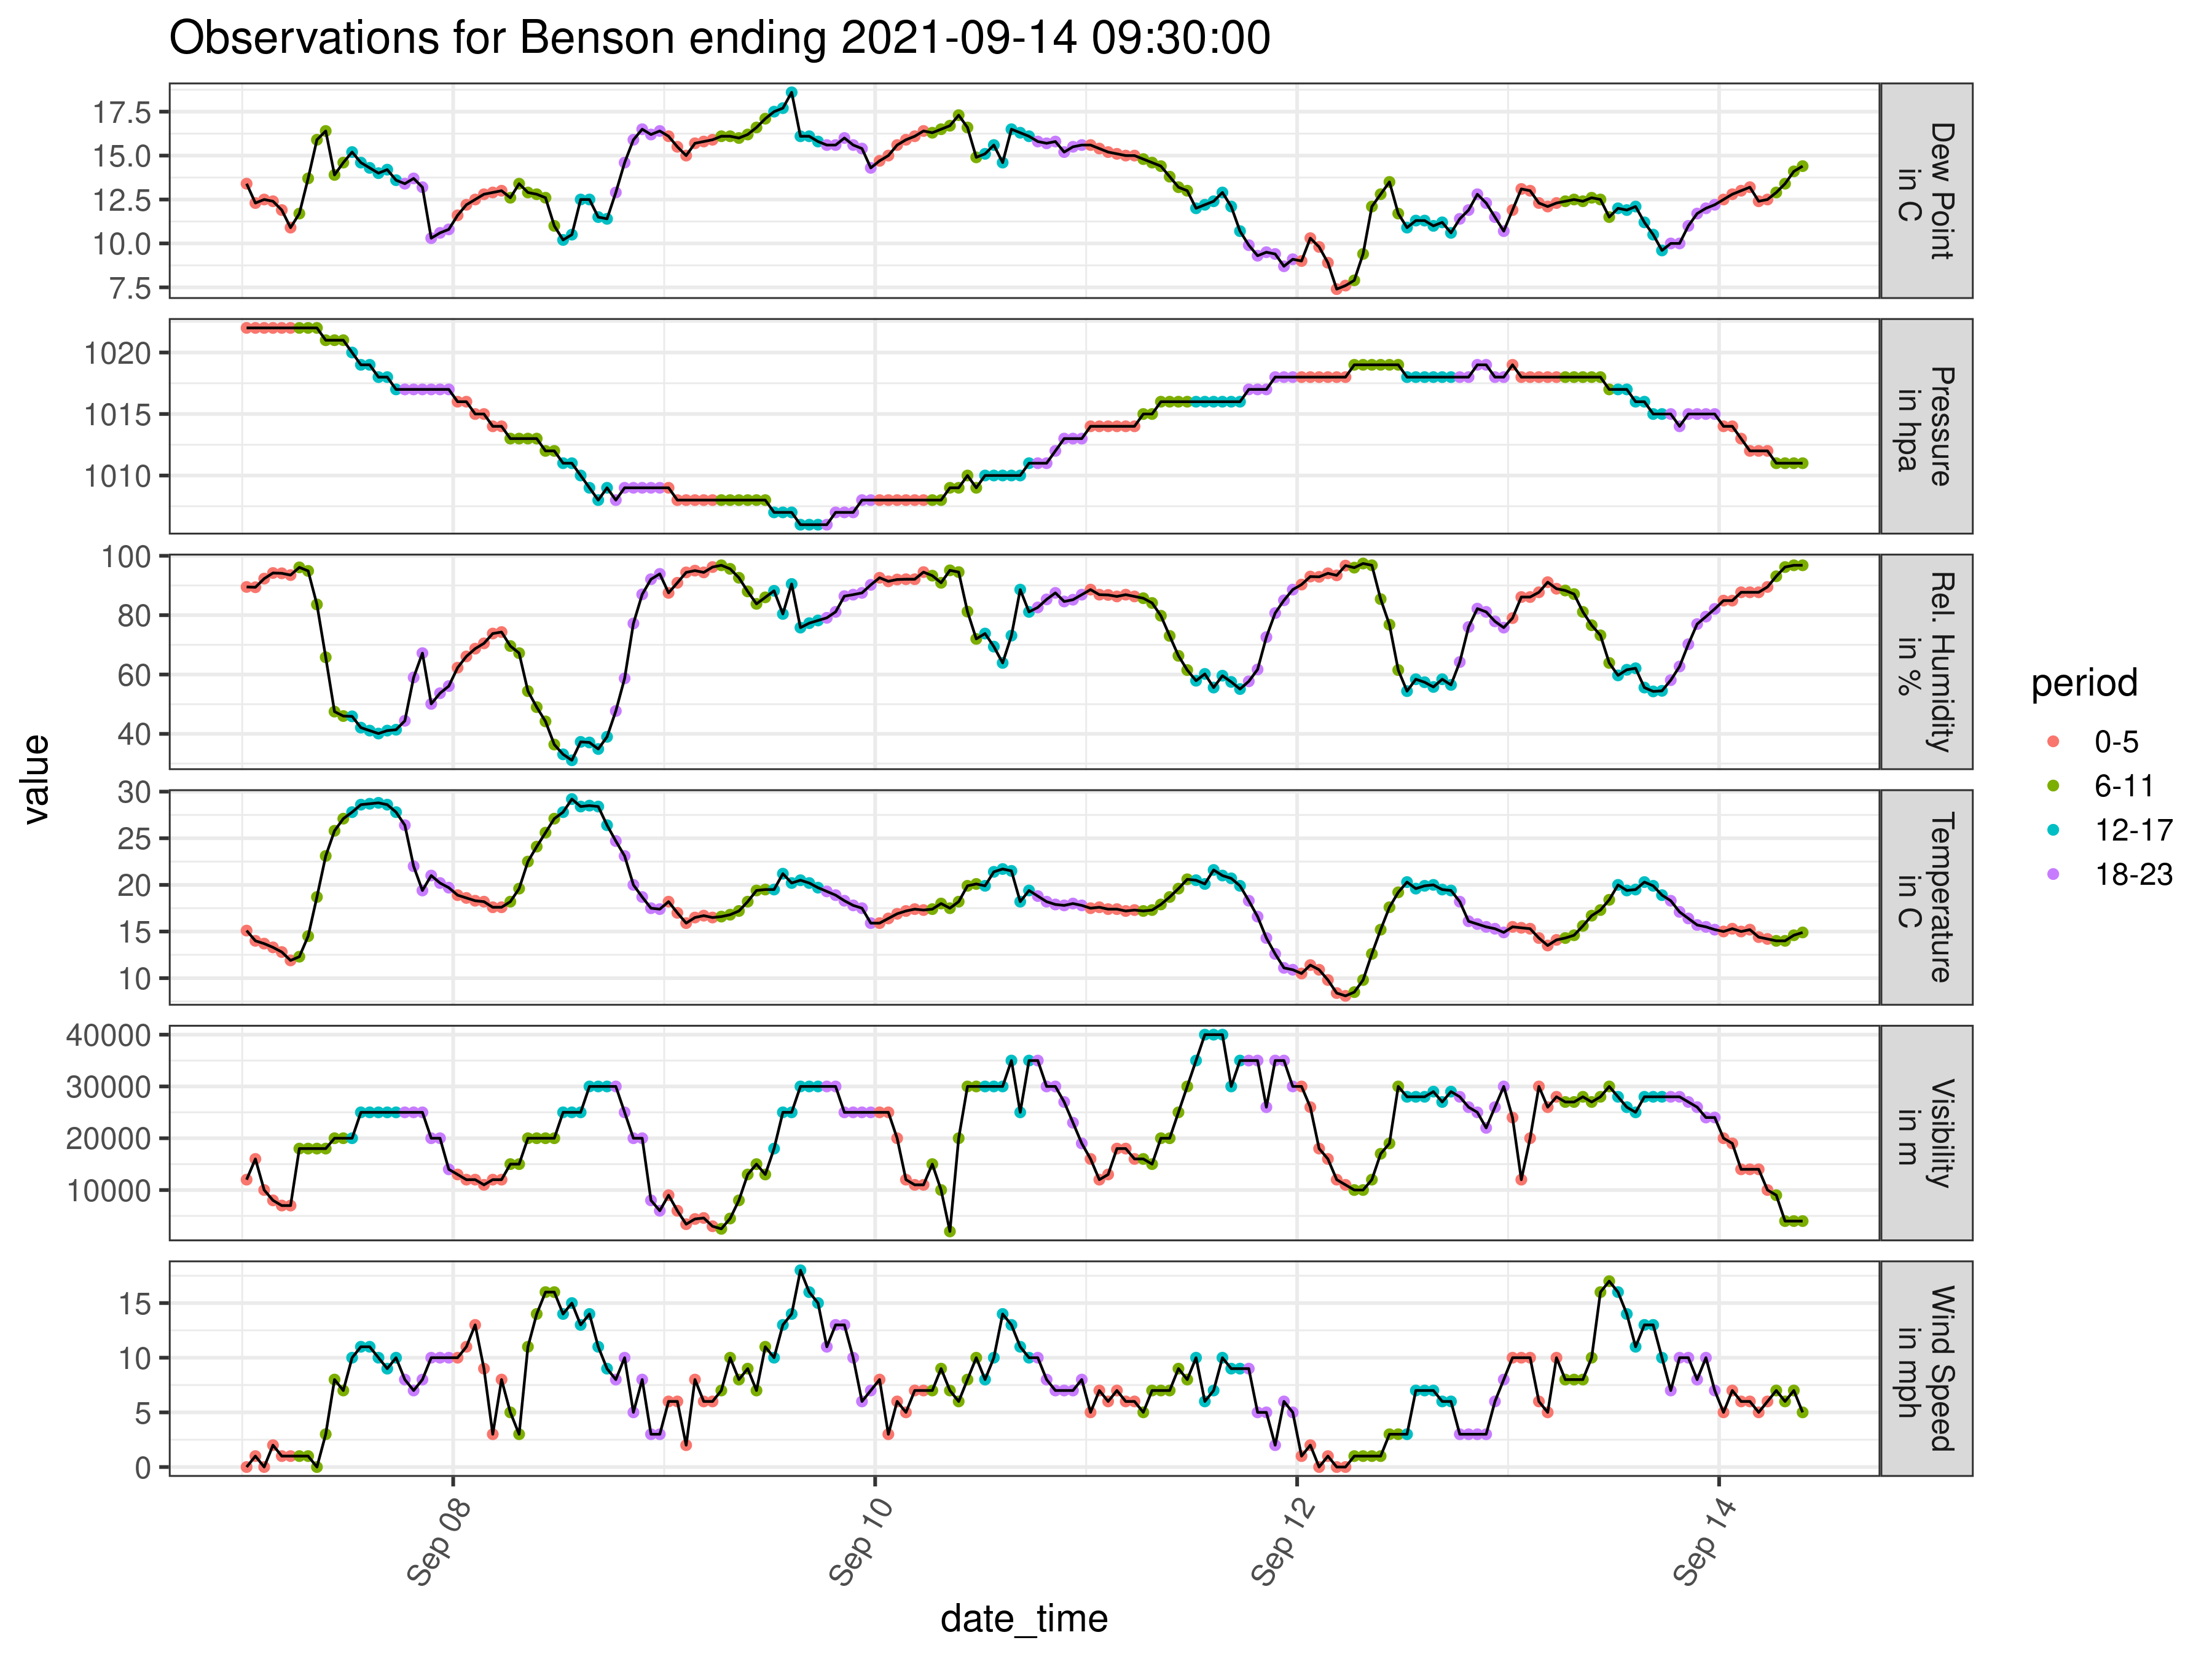 Observations for Benson ending 2021-09-14 09:30:00
17.5
15.0
12.5
10.0
7.5
Dew Point
in C
1020
1015
1010
Pressure
in hpa
100
80
60
40
Rel. Humidity
in %
30
25
20
15
10
Temperature
in C
40000
30000
20000
10000
Visibility
in m
15
10
5
0
Wind Speed
in mph
value
Sep 08
Sep 10
Sep 12
Sep 14
date_time
period
0-5
6-11
12-17
18-23